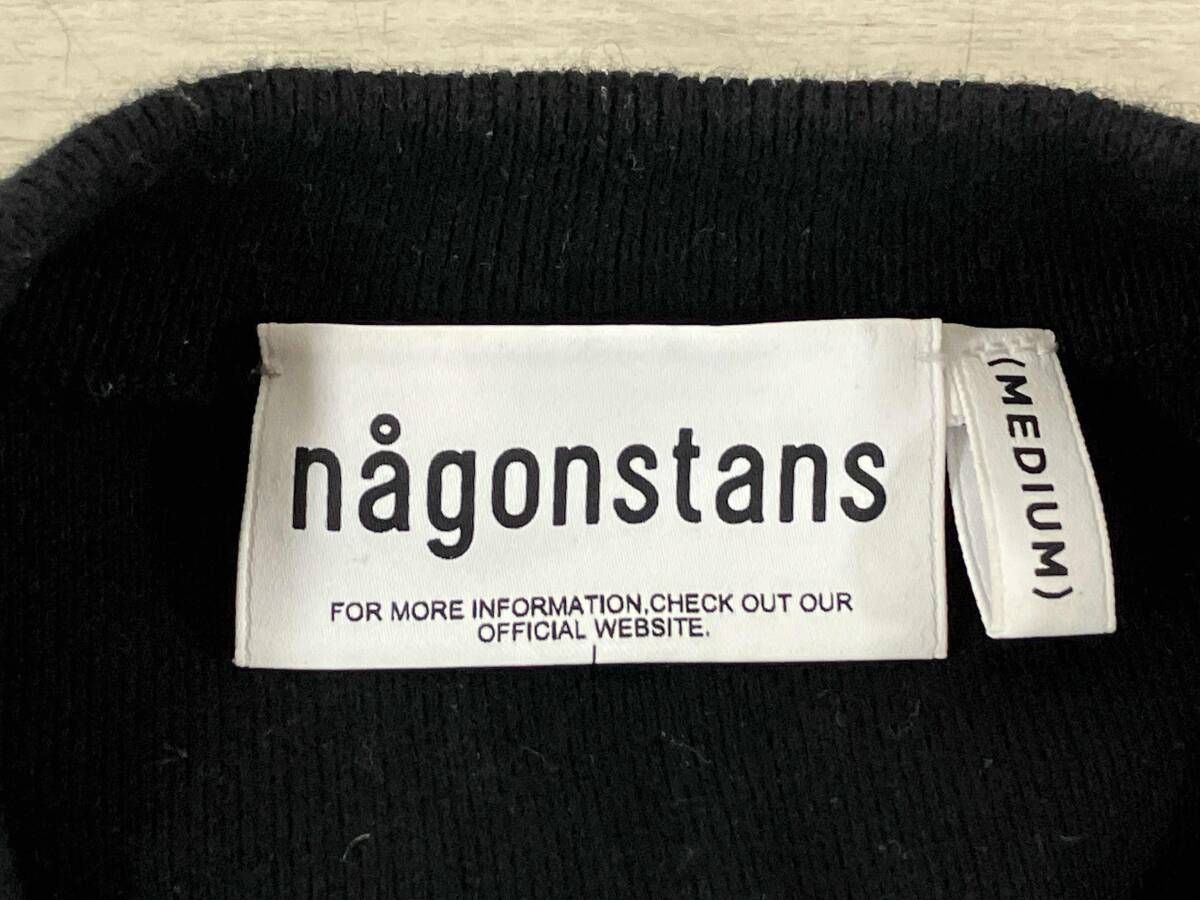 någonstans
FOR MORE INFORMATION,CHECK OUT OUR
OFFICIAL WEBSITE.
(MEDIUM)